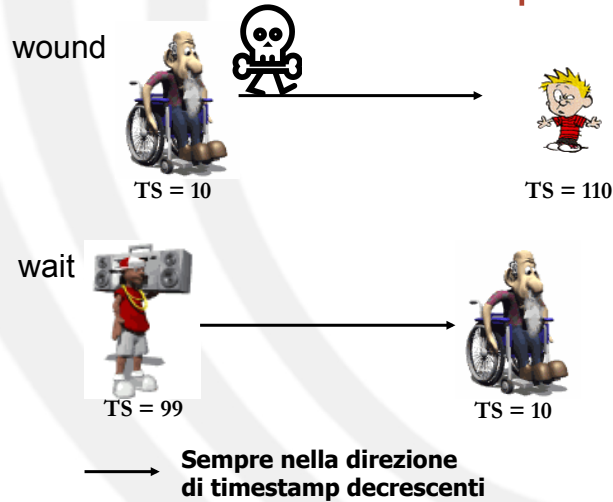 wound
TS = 10
TS = 110
wait
TS = 99
TS = 10
Sempre nella direzione
di timestamp decrescenti